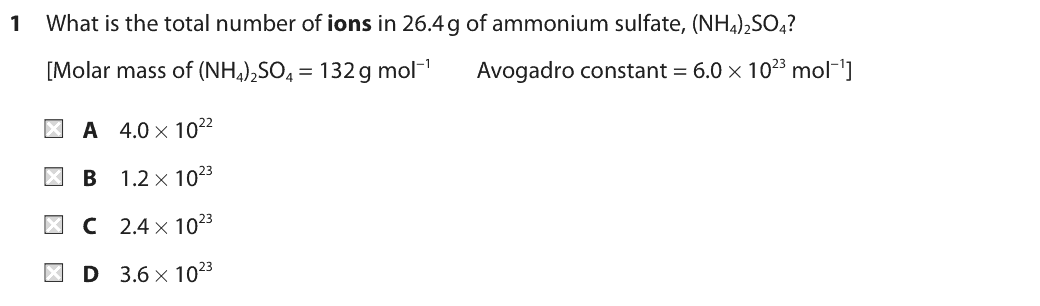 1 What is the total number of ions in 26.4 g of ammonium sulfate, (NH₄)₂SO₄?
[Molar mass of (NH₄)₂SO₄ = 132 g mol⁻¹ Avogadro constant = 6.0 × 10²³ mol⁻¹]
A 4.0 × 10²²
B 1.2 × 10²³
C 2.4 × 10²³
D 3.6 × 10²³